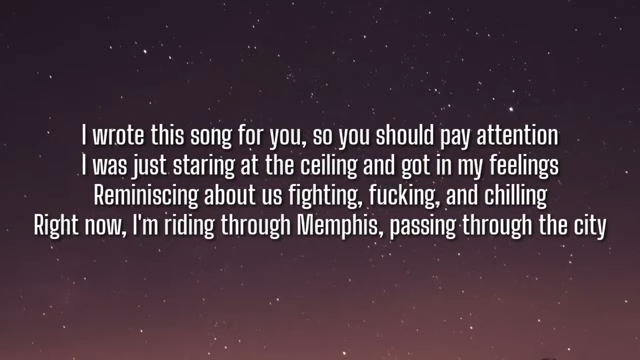 I wrote this song for you, so you should pay attention
I was just staring at the ceiling and got in my feelings
Reminiscing about us fighting, fucking, and chilling
Right now, I'm riding through Memphis, passing through the city